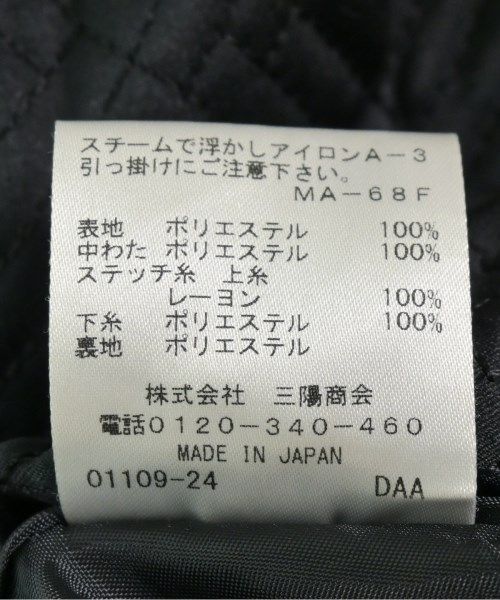 スチームで浮かしアイロンA-3
引っ掛けにご注意下さい。
MA-68F
表地 ポリエステル 100%
中わた ポリエステル 100%
ステッチ糸 上糸
レーヨン 100%
下糸 ポリエステル 100%
裏地 ポリエステル
株式会社 三陽商会
電話0120-340-460
MADE IN JAPAN
01109-24 DAA